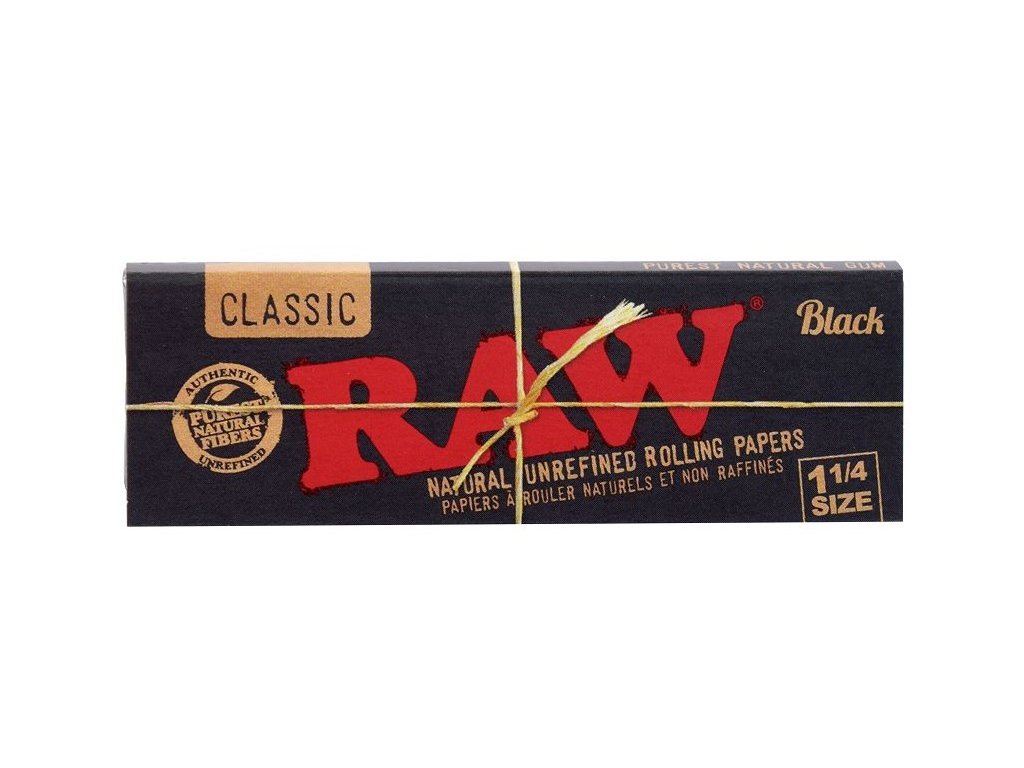 PUREST NATURAL GUM
CLASSIC
RAW®
Black
AUTHENTIC
PUREST
NATURAL
FIBERS
UNREFINED
NATURAL UNREFINED ROLLING PAPERS
PAPIERS À ROULER NATURELS ET NON RAFFINÉS
1 1/4
SIZE